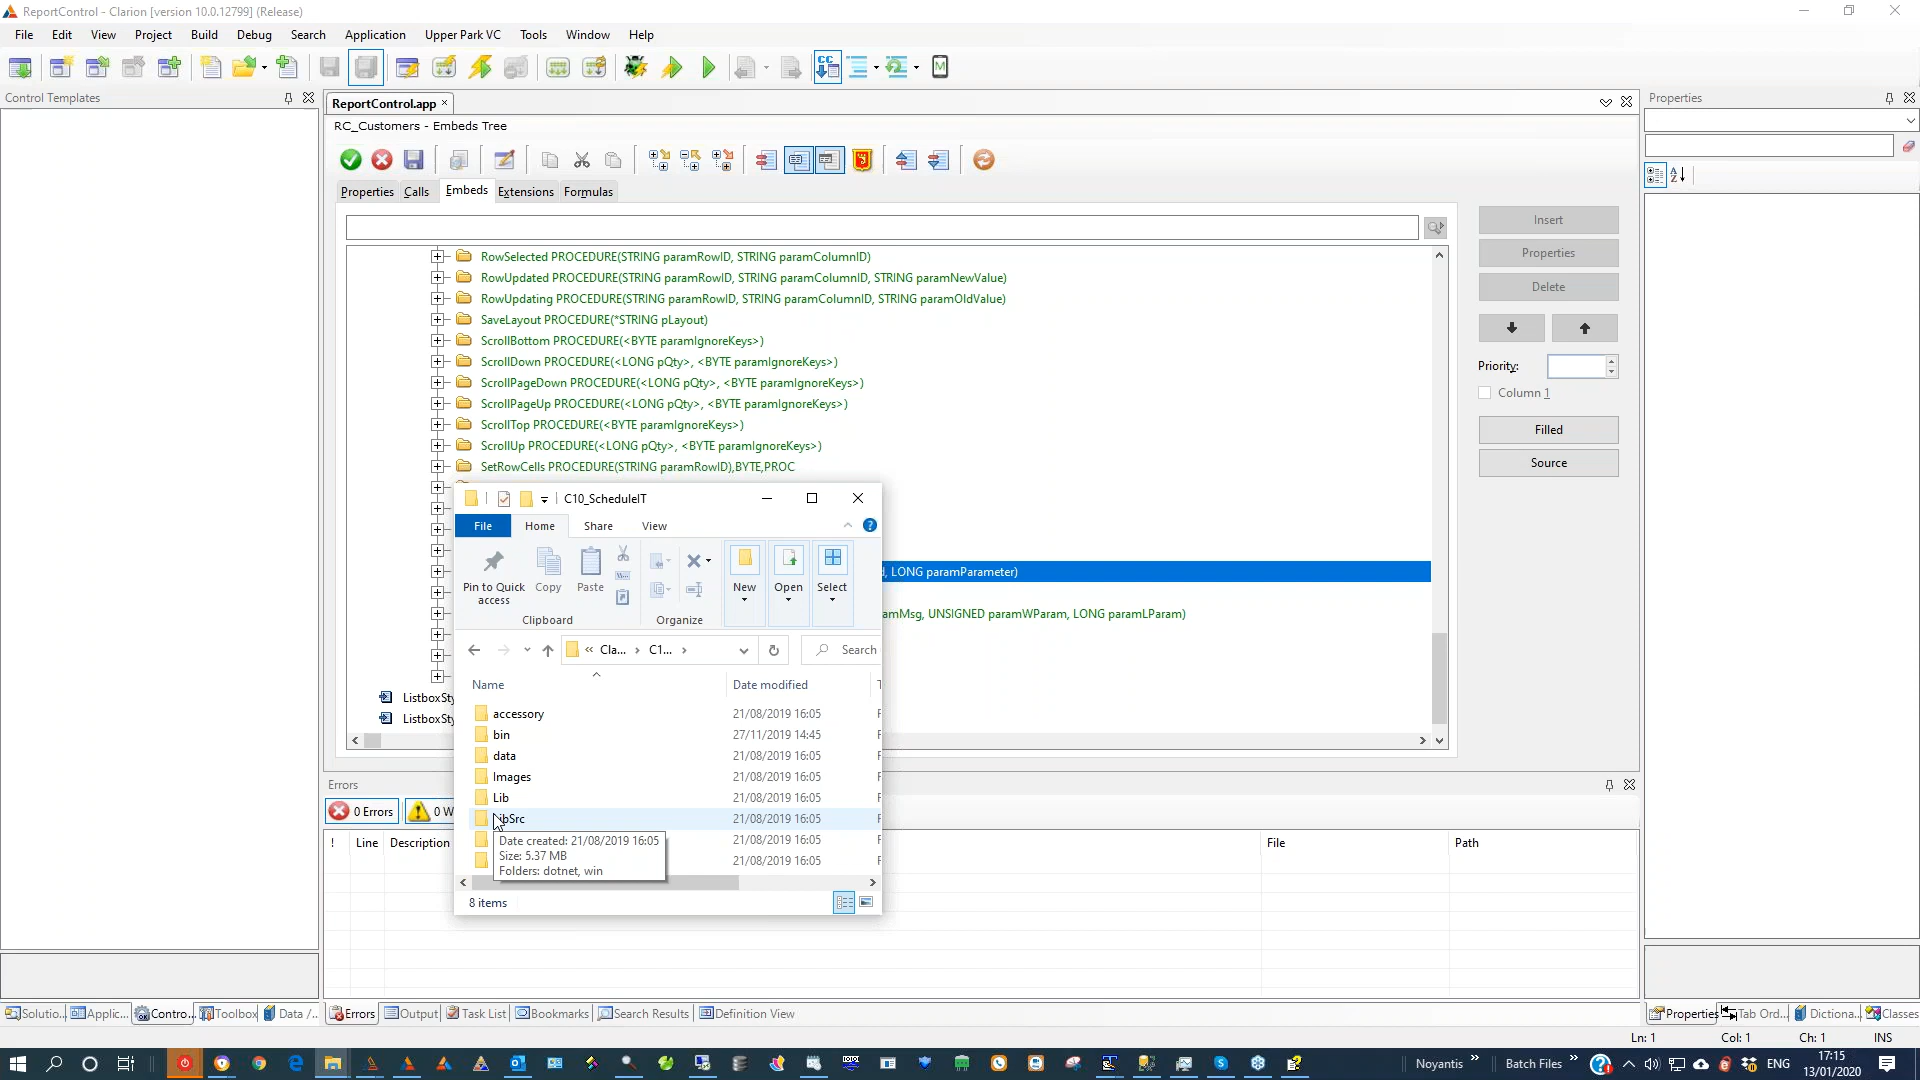 ReportControl - Clarion [version 10.0.12799] (Release)
File Edit View Project Build Debug Search Application Upper Park VC Tools Window Help
Control Templates
ReportControl.app
Properties
RC_Customers - Embeds Tree
Properties Calls Embeds Extensions Formulas
RowSelected PROCEDURE(STRING paramRowID, STRING paramColumnID)
RowUpdated PROCEDURE(STRING paramRowID, STRING paramColumnID, STRING paramNewValue)
RowUpdating PROCEDURE(STRING paramRowID, STRING paramColumnID, STRING paramOldValue)
SaveLayout PROCEDURE(*STRING pLayout)
ScrollBottom PROCEDURE(<BYTE paramIgnoreKeys>)
ScrollDown PROCEDURE(<LONG pQty>, <BYTE paramIgnoreKeys>)
ScrollPageDown PROCEDURE(<LONG pQty>, <BYTE paramIgnoreKeys>)
ScrollPageUp PROCEDURE(<LONG pQty>, <BYTE paramIgnoreKeys>)
ScrollTop PROCEDURE(<BYTE paramIgnoreKeys>)
ScrollUp PROCEDURE(<LONG pQty>, <BYTE paramIgnoreKeys>)
SetRowCells PROCEDURE(STRING paramRowID),BYTE,PROC
d, LONG paramParameter)
amMsg, UNSIGNED paramWParam, LONG paramLParam)
ListboxSty
ListboxSty
Insert
Properties
Delete
Priority:
Column 1
Filled
Source
C10_ScheduleIT
File Home Share View
Pin to Quick access
Copy
Paste
New
Open
Select
Clipboard
Organize
« Cla... › C1... ›
Search
Name Date modified T
accessory 21/08/2019 16:05 F
bin 27/11/2019 14:45 F
data 21/08/2019 16:05 F
Images 21/08/2019 16:05 F
Lib 21/08/2019 16:05 F
ibSrc 21/08/2019 16:05 F
21/08/2019 16:05 F
21/08/2019 16:05 F
Date created: 21/08/2019 16:05
Size: 5.37 MB
Folders: dotnet, win
8 items
Errors
0 Errors 0 W
! Line Description File Path
Solutio... Applic... Contro... Toolbox Data /...
Errors Output Task List Bookmarks Search Results Definition View
Properties Tab Ord... Dictiona... Classes
Ln: 1 Col: 1 Ch: 1 INS
Noyantis » Batch Files » ENG
17:15
13/01/2020